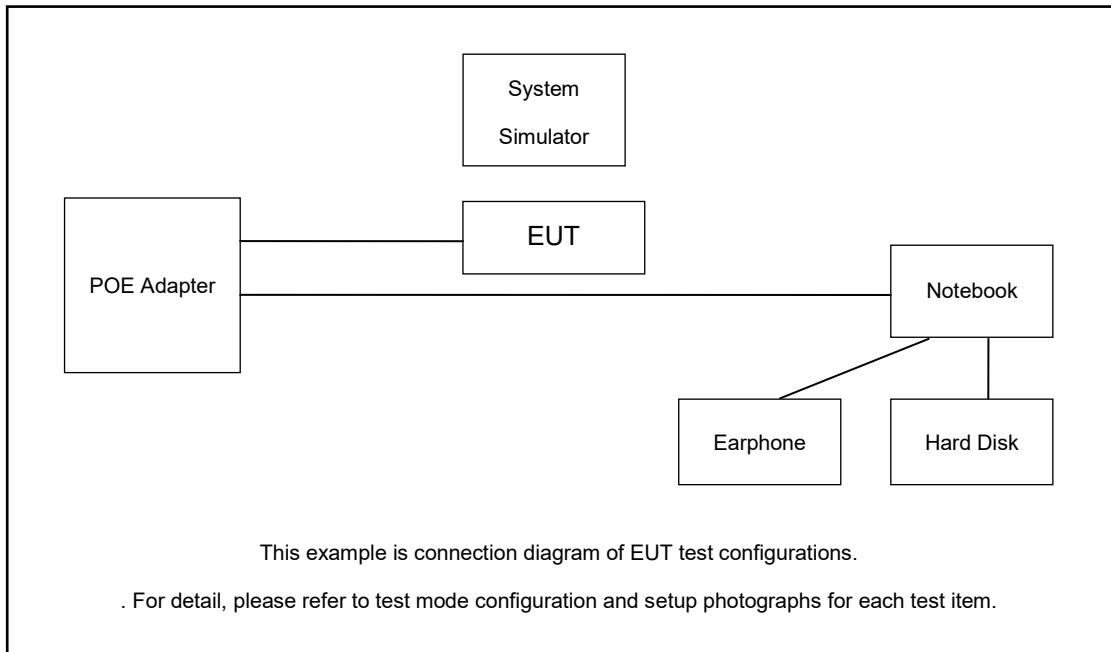 System
Simulator
EUT
POE Adapter
Notebook
Earphone
Hard Disk
This example is connection diagram of EUT test configurations.
. For detail, please refer to test mode configuration and setup photographs for each test item.